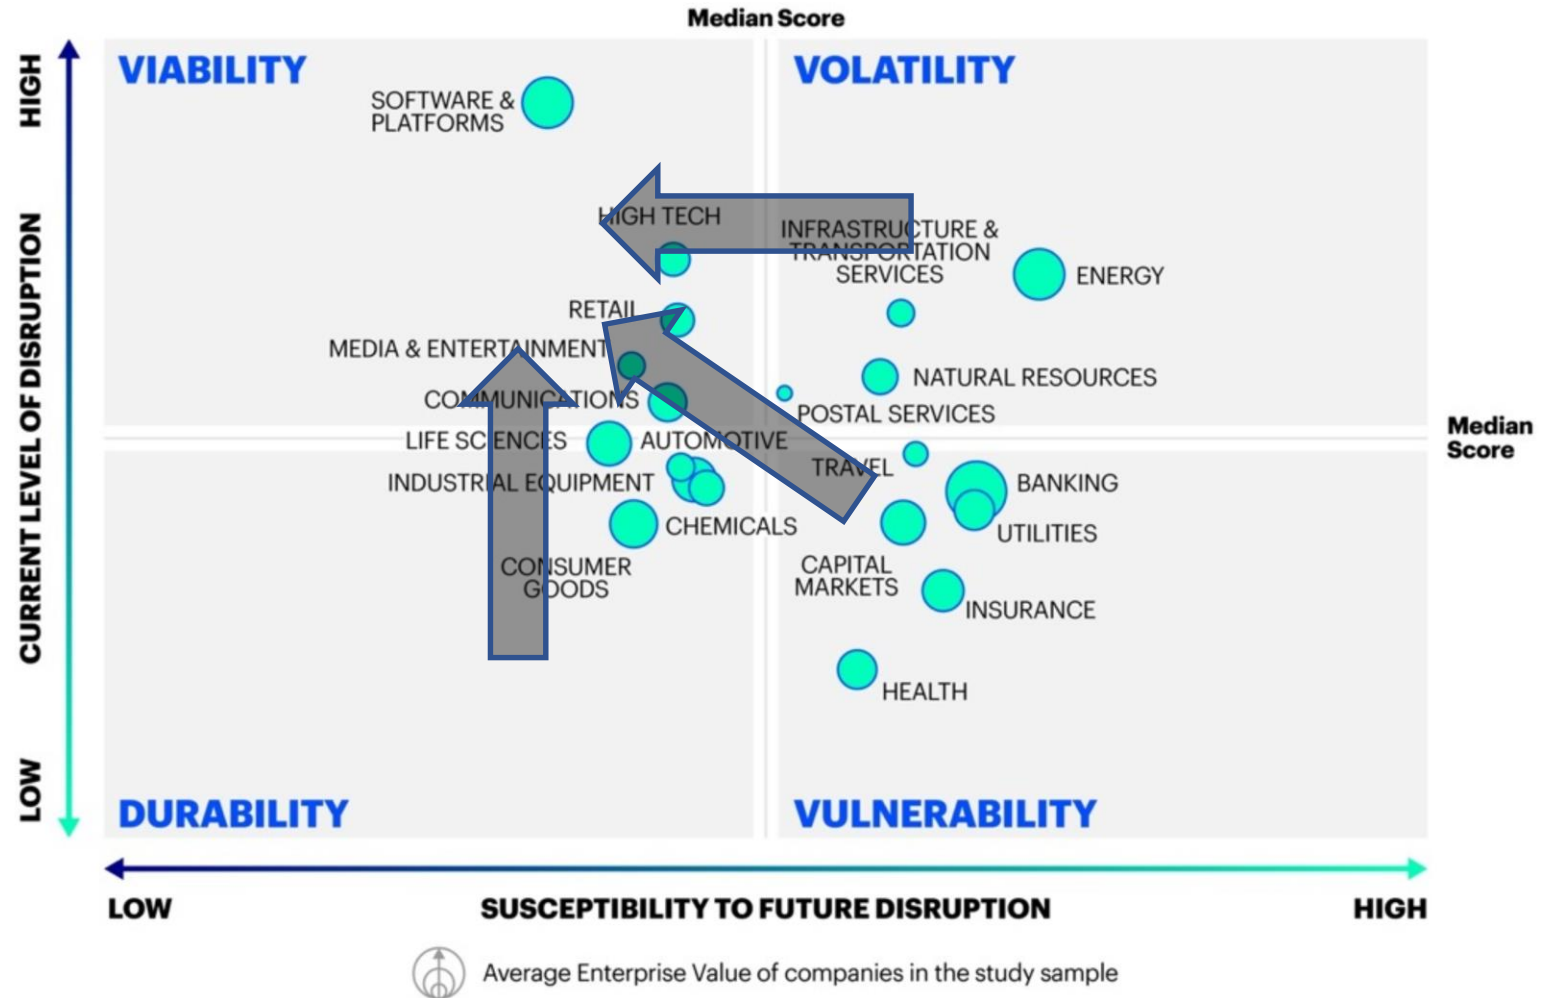 Median Score
HIGH
CURRENT LEVEL OF DISRUPTION
LOW
VIABILITY
VOLATILITY
SOFTWARE &
PLATFORMS
HIGH TECH
INFRASTRUCTURE &
TRANSPORTATION
SERVICES
ENERGY
RETAIL
MEDIA & ENTERTAINMENT
NATURAL RESOURCES
COMMUNICATIONS
POSTAL SERVICES
Median
Score
LIFE SCIENCES
AUTOMOTIVE
TRAVEL
INDUSTRIAL EQUIPMENT
BANKING
CHEMICALS
UTILITIES
CONSUMER
GOODS
CAPITAL
MARKETS
INSURANCE
HEALTH
DURABILITY
VULNERABILITY
LOW
SUSCEPTIBILITY TO FUTURE DISRUPTION
HIGH
Average Enterprise Value of companies in the study sample